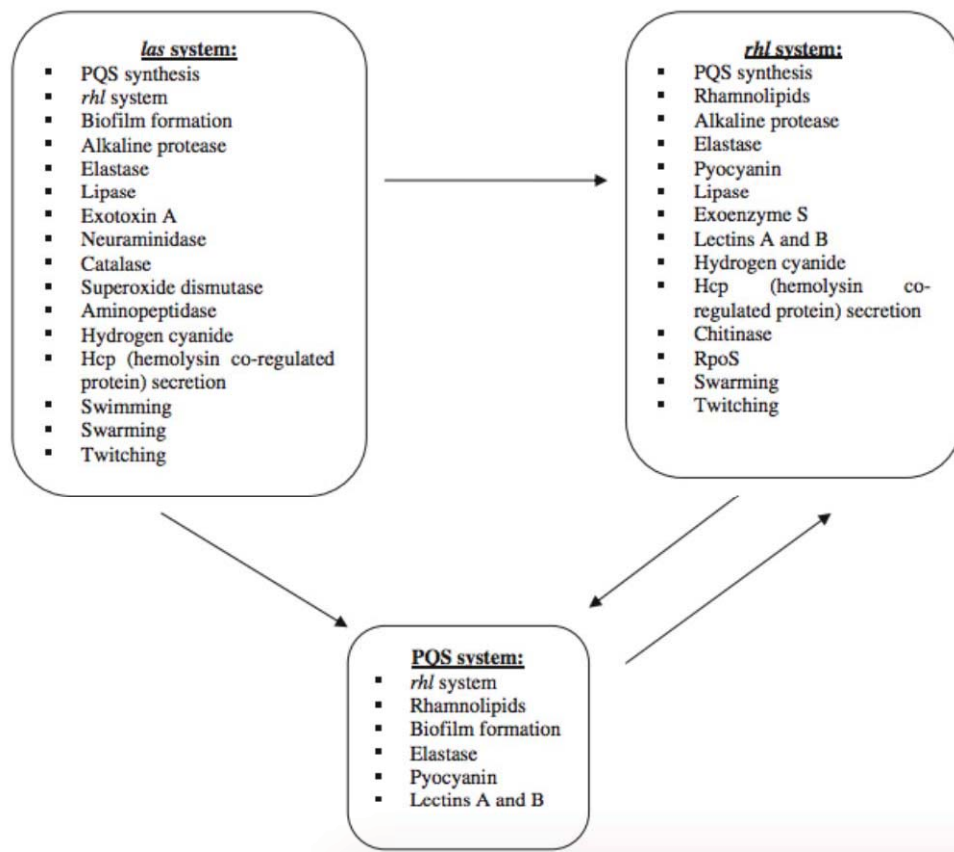 las system:
▪ PQS synthesis
▪ rhl system
▪ Biofilm formation
▪ Alkaline protease
▪ Elastase
▪ Lipase
▪ Exotoxin A
▪ Neuraminidase
▪ Catalase
▪ Superoxide dismutase
▪ Aminopeptidase
▪ Hydrogen cyanide
▪ Hcp (hemolysin co-regulated
protein) secretion
▪ Swimming
▪ Swarming
▪ Twitching
rhl system:
▪ PQS synthesis
▪ Rhamnolipids
▪ Alkaline protease
▪ Elastase
▪ Pyocyanin
▪ Lipase
▪ Exoenzyme S
▪ Lectins A and B
▪ Hydrogen cyanide
▪ Hcp (hemolysin co-
regulated protein) secretion
▪ Chitinase
▪ RpoS
▪ Swarming
▪ Twitching
PQS system:
▪ rhl system
▪ Rhamnolipids
▪ Biofilm formation
▪ Elastase
▪ Pyocyanin
▪ Lectins A and B